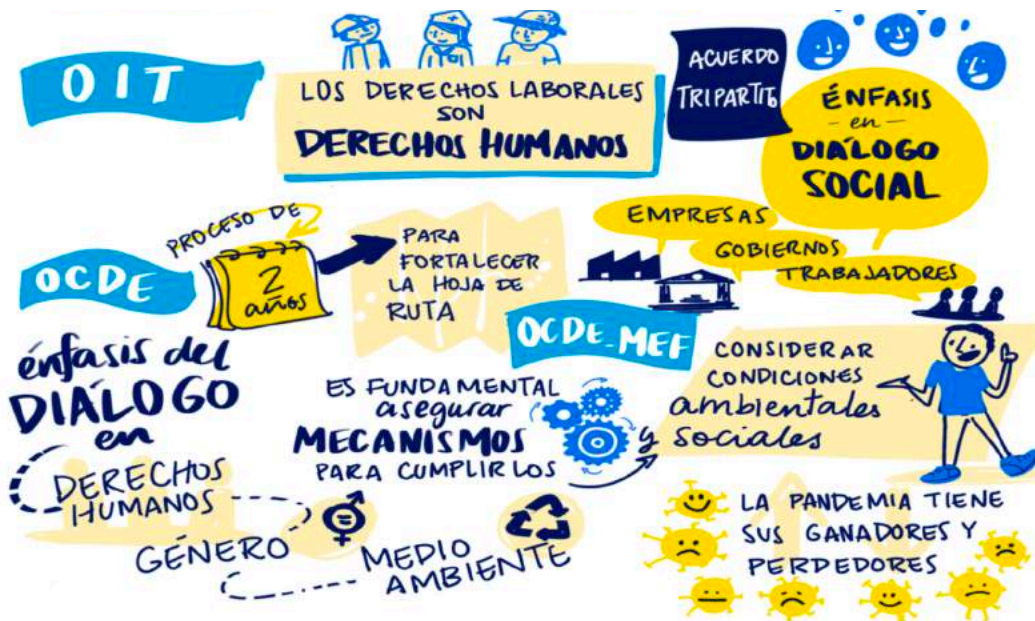 OIT
LOS DERECHOS LABORALES
SON
DERECHOS HUMANOS
ACUERDO
TRIPARTITO
ÉNFASIS
- en -
DIÁLOGO
SOCIAL
OCDE
PROCESO DE
2
años
PARA
FORTALECER
LA HOJA DE
RUTA
EMPRESAS
GOBIERNOS
TRABAJADORES
énfasis del
DIÁLOGO
en
DERECHOS
HUMANOS
GÉNERO
MEDIO
AMBIENTE
OCDE-MEF
ES FUNDAMENTAL
asegurar
MECANISMOS
PARA CUMPLIRLOS
CONSIDERAR
CONDICIONES
ambientales
y sociales
LA PANDEMIA TIENE
SUS GANADORES Y
PERDEDORES